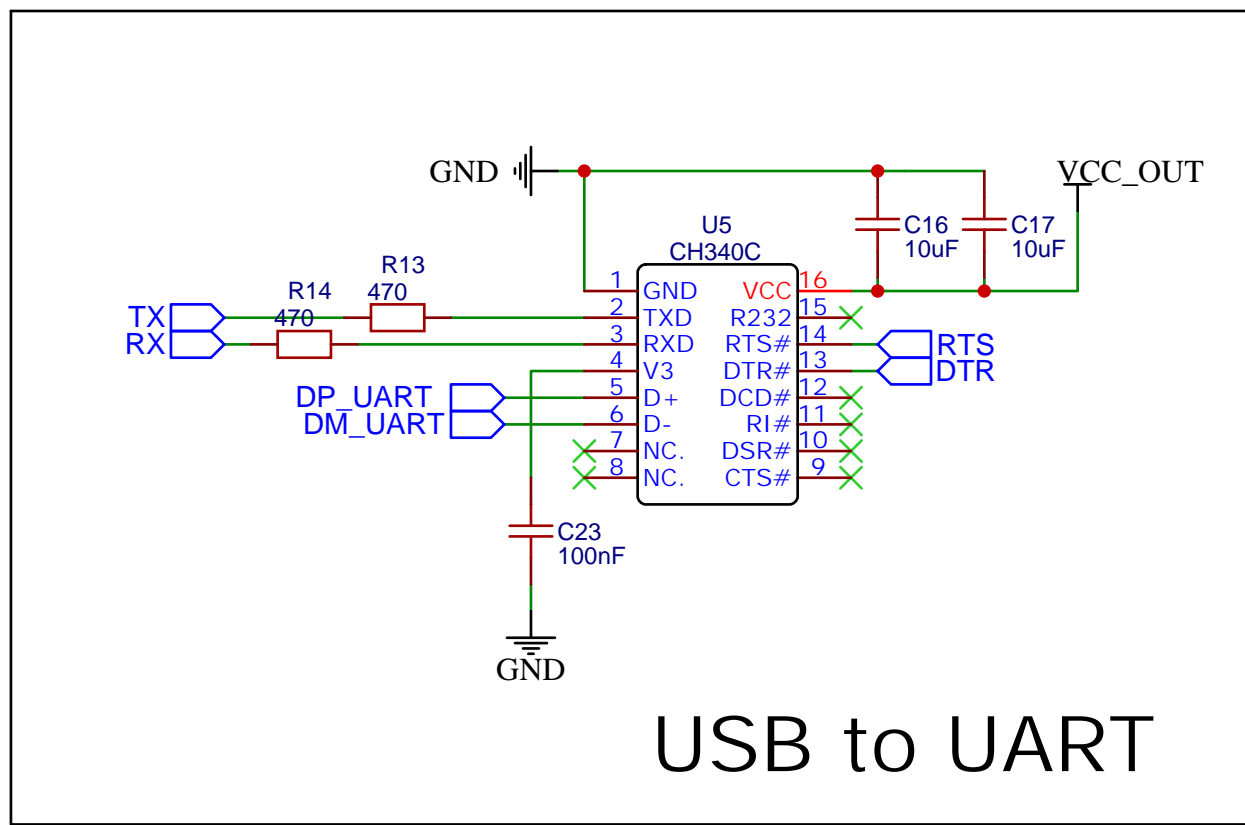 GND
VCC_OUT
U5
CH340C
C16
10uF
C17
10uF
R13
470
R14
470
TX
RX
DP_UART
DM_UART
1 GND VCC 16
2 TXD R232 15
3 RXD RTS# 14
4 V3 DTR# 13
5 D+ DCD# 12
6 D- RI# 11
7 NC. DSR# 10
8 NC. CTS# 9
RTS
DTR
C23
100nF
GND
USB to UART